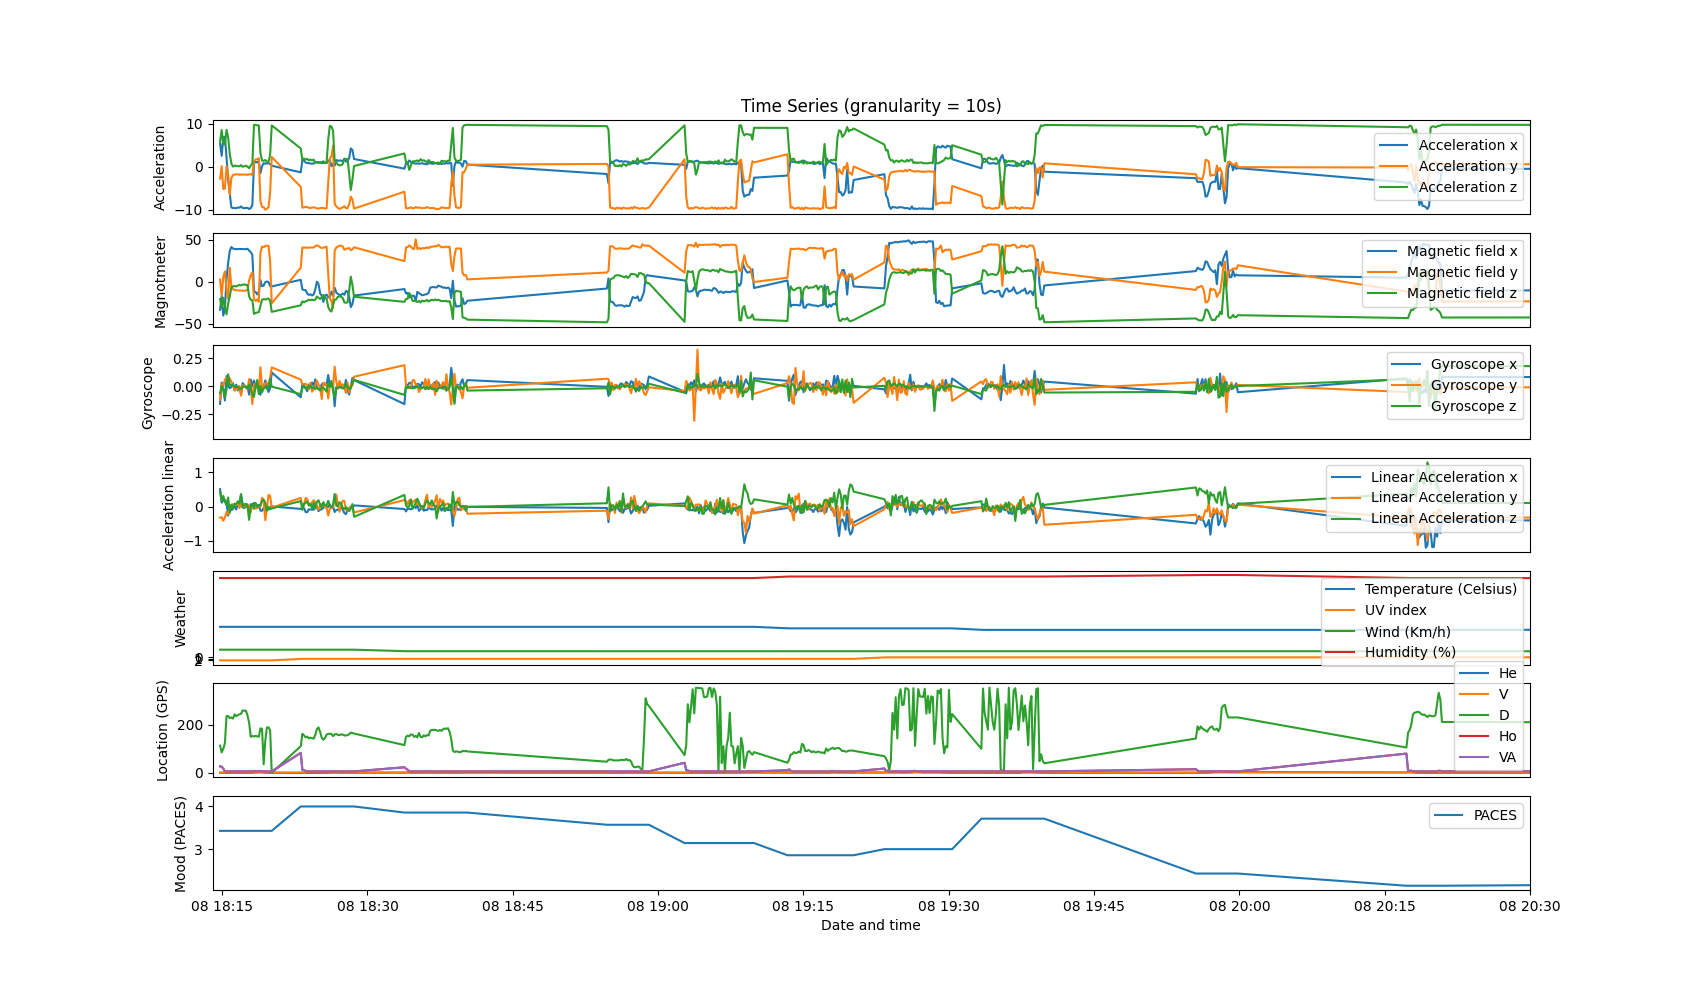 Time Series (granularity = 10s)
Acceleration
10
0
−10
Acceleration x
Acceleration y
Acceleration z
Magnotmeter
50
0
−50
Magnetic field x
Magnetic field y
Magnetic field z
Gyroscope
0.25
0.00
−0.25
Gyroscope x
Gyroscope y
Gyroscope z
Acceleration linear
1
0
−1
Linear Acceleration x
Linear Acceleration y
Linear Acceleration z
Weather
Temperature (Celsius)
UV index
Wind (Km/h)
Humidity (%)
Location (GPS)
200
0
He
V
D
Ho
VA
Mood (PACES)
4
3
PACES
08 18:15 08 18:30 08 18:45 08 19:00 08 19:15 08 19:30 08 19:45 08 20:00 08 20:15 08 20:30
Date and time